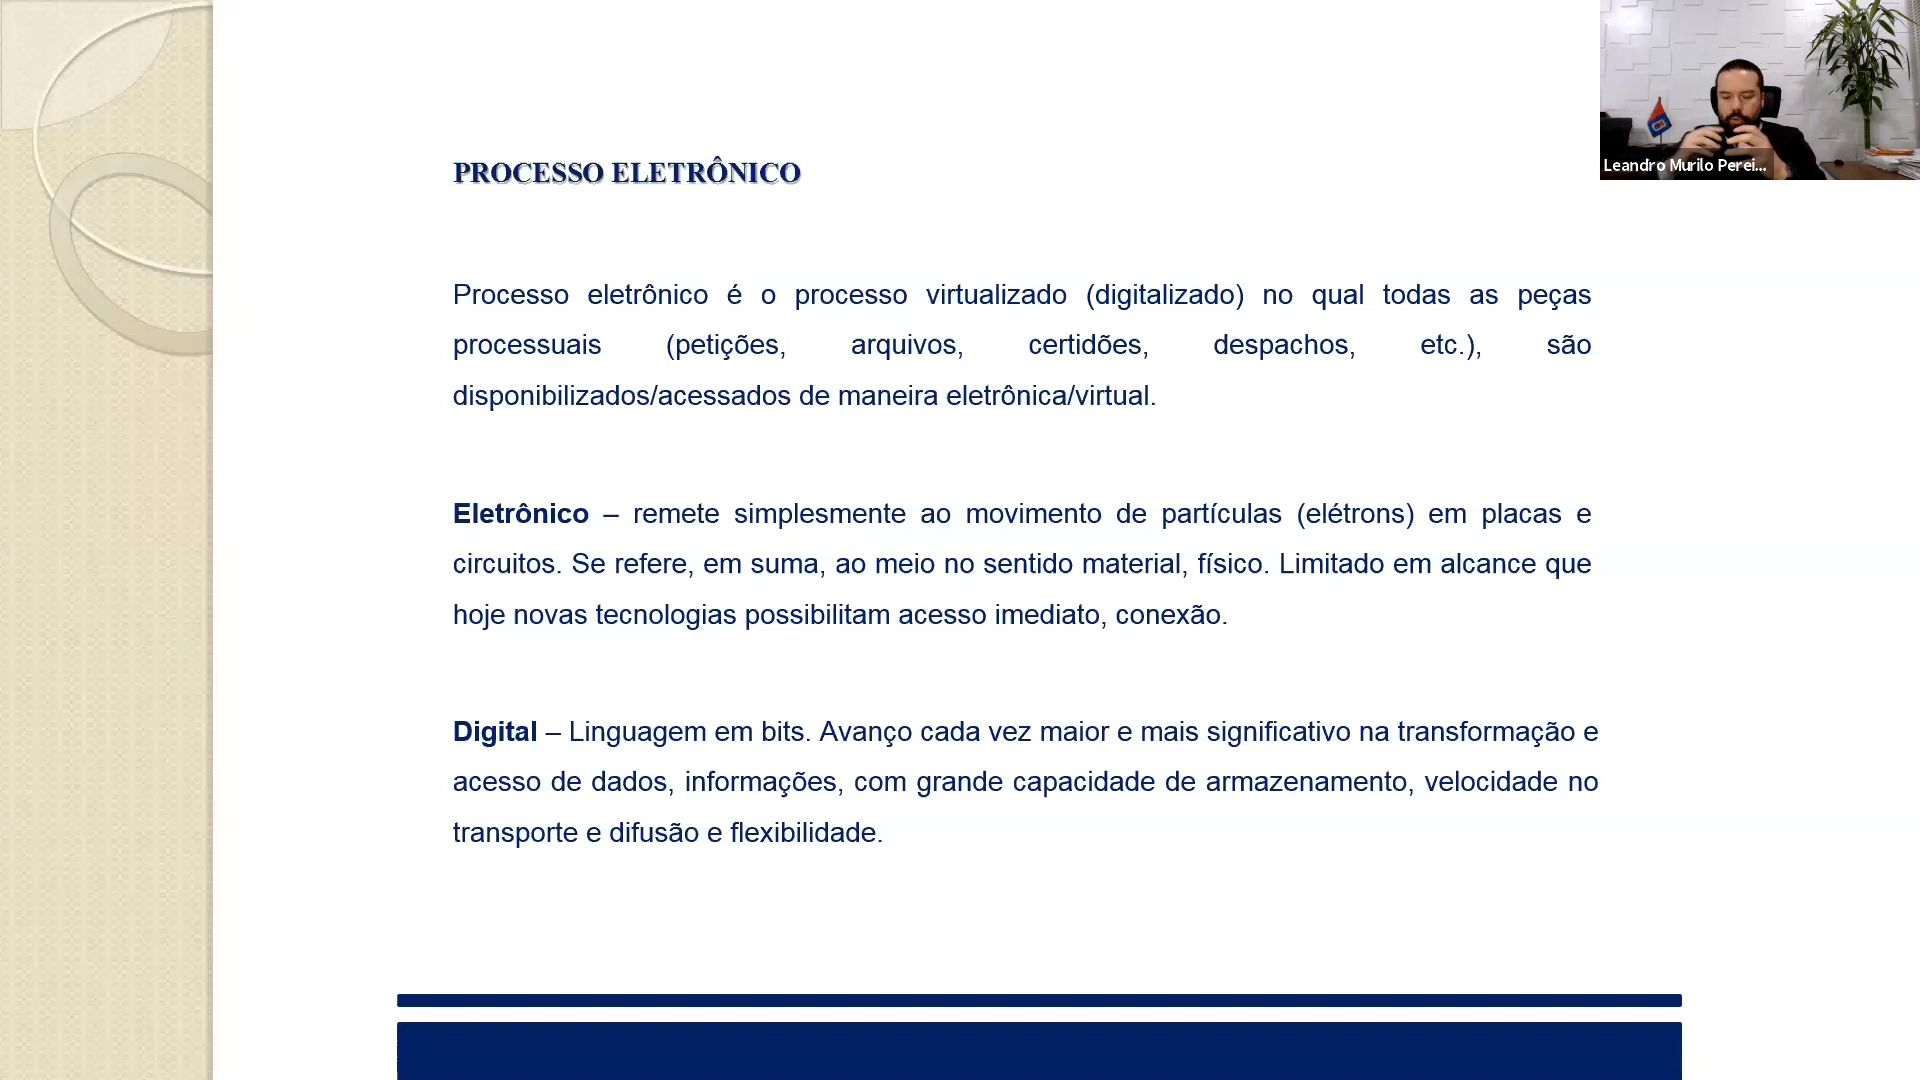 PROCESSO ELETRÔNICO
Leandro Murilo Perei...
Processo eletrônico é o processo virtualizado (digitalizado) no qual todas as peças
processuais (petições, arquivos, certidões, despachos, etc.), são
disponibilizados/acessados de maneira eletrônica/virtual.
Eletrônico – remete simplesmente ao movimento de partículas (elétrons) em placas e
circuitos. Se refere, em suma, ao meio no sentido material, físico. Limitado em alcance que
hoje novas tecnologias possibilitam acesso imediato, conexão.
Digital – Linguagem em bits. Avanço cada vez maior e mais significativo na transformação e
acesso de dados, informações, com grande capacidade de armazenamento, velocidade no
transporte e difusão e flexibilidade.